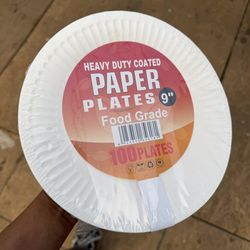 HEAVY DUTY COATED
PAPER
PLATES 9"
Food Grade
100 PLATES